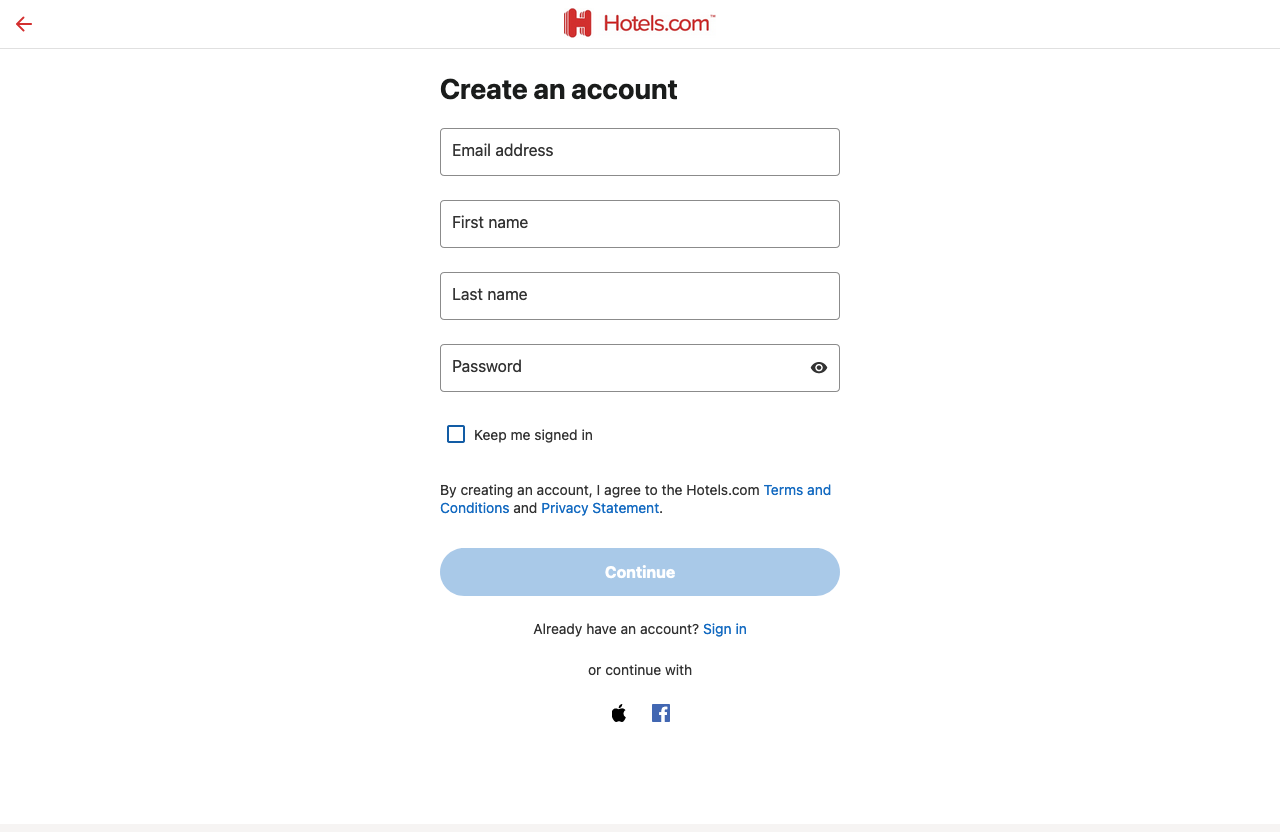 Hotels.com™
Create an account
Email address
First name
Last name
Password
Keep me signed in
By creating an account, I agree to the Hotels.com Terms and
Conditions and Privacy Statement.
Continue
Already have an account? Sign in
or continue with